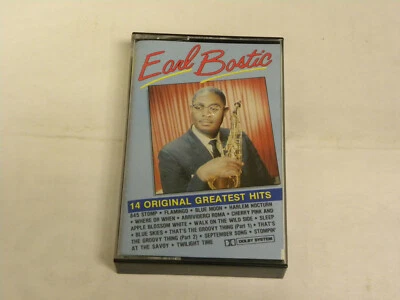 Earl Bostic
14 ORIGINAL GREATEST HITS
845 STOMP • FLAMINGO • BLUE MOON • HARLEM NOCTURN
• WHERE OR WHEN • ARRIVIDERCI ROMA • CHERRY PINK AND
APPLE BLOSSOM WHITE • WALK ON THE WILD SIDE • SLEEP
• BLUE SKIES • THAT'S THE GROOVY THING (Part 1) • THAT'S
THE GROOVY THING (Part 2) • SEPTEMBER SONG • STOMPIN'
AT THE SAVOY • TWILIGHT TIME
DOLBY SYSTEM